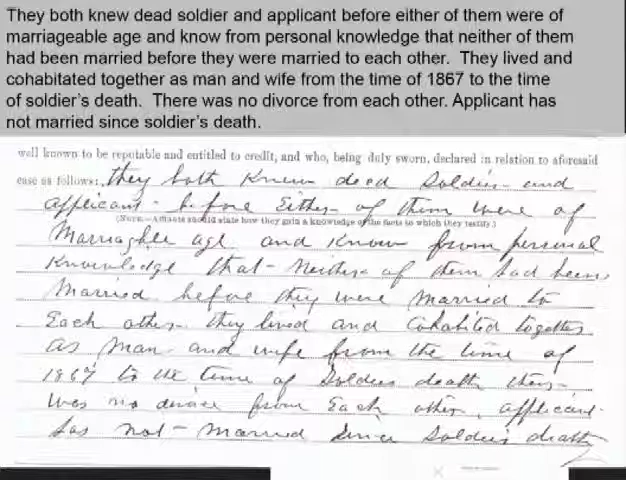 They both knew dead soldier and applicant before either of them were of
marriageable age and know from personal knowledge that neither of them
had been married before they were married to each other.  They lived and
cohabitated together as man and wife from the time of 1867 to the time
of soldier's death.  There was no divorce from each other. Applicant has
not married since soldier's death.
well known to be reputable and entitled to credit, and who, being duly sworn, declared in relation to aforesaid
case as follows: they both knew dead soldier and
applicant before Either of them were of
(NOTE.—Affiants should state how they gain a knowledge of the facts to which they testify.)
Marriagble age and know from personal
Knowledge that Neither of them had been
Married before they were Married to
Each other they lived and Cohabited together
as Man and wife from the time of
1867 to the time of Soldiers death there
was no divorce from Each other, applicant
has not Married since Soldiers death